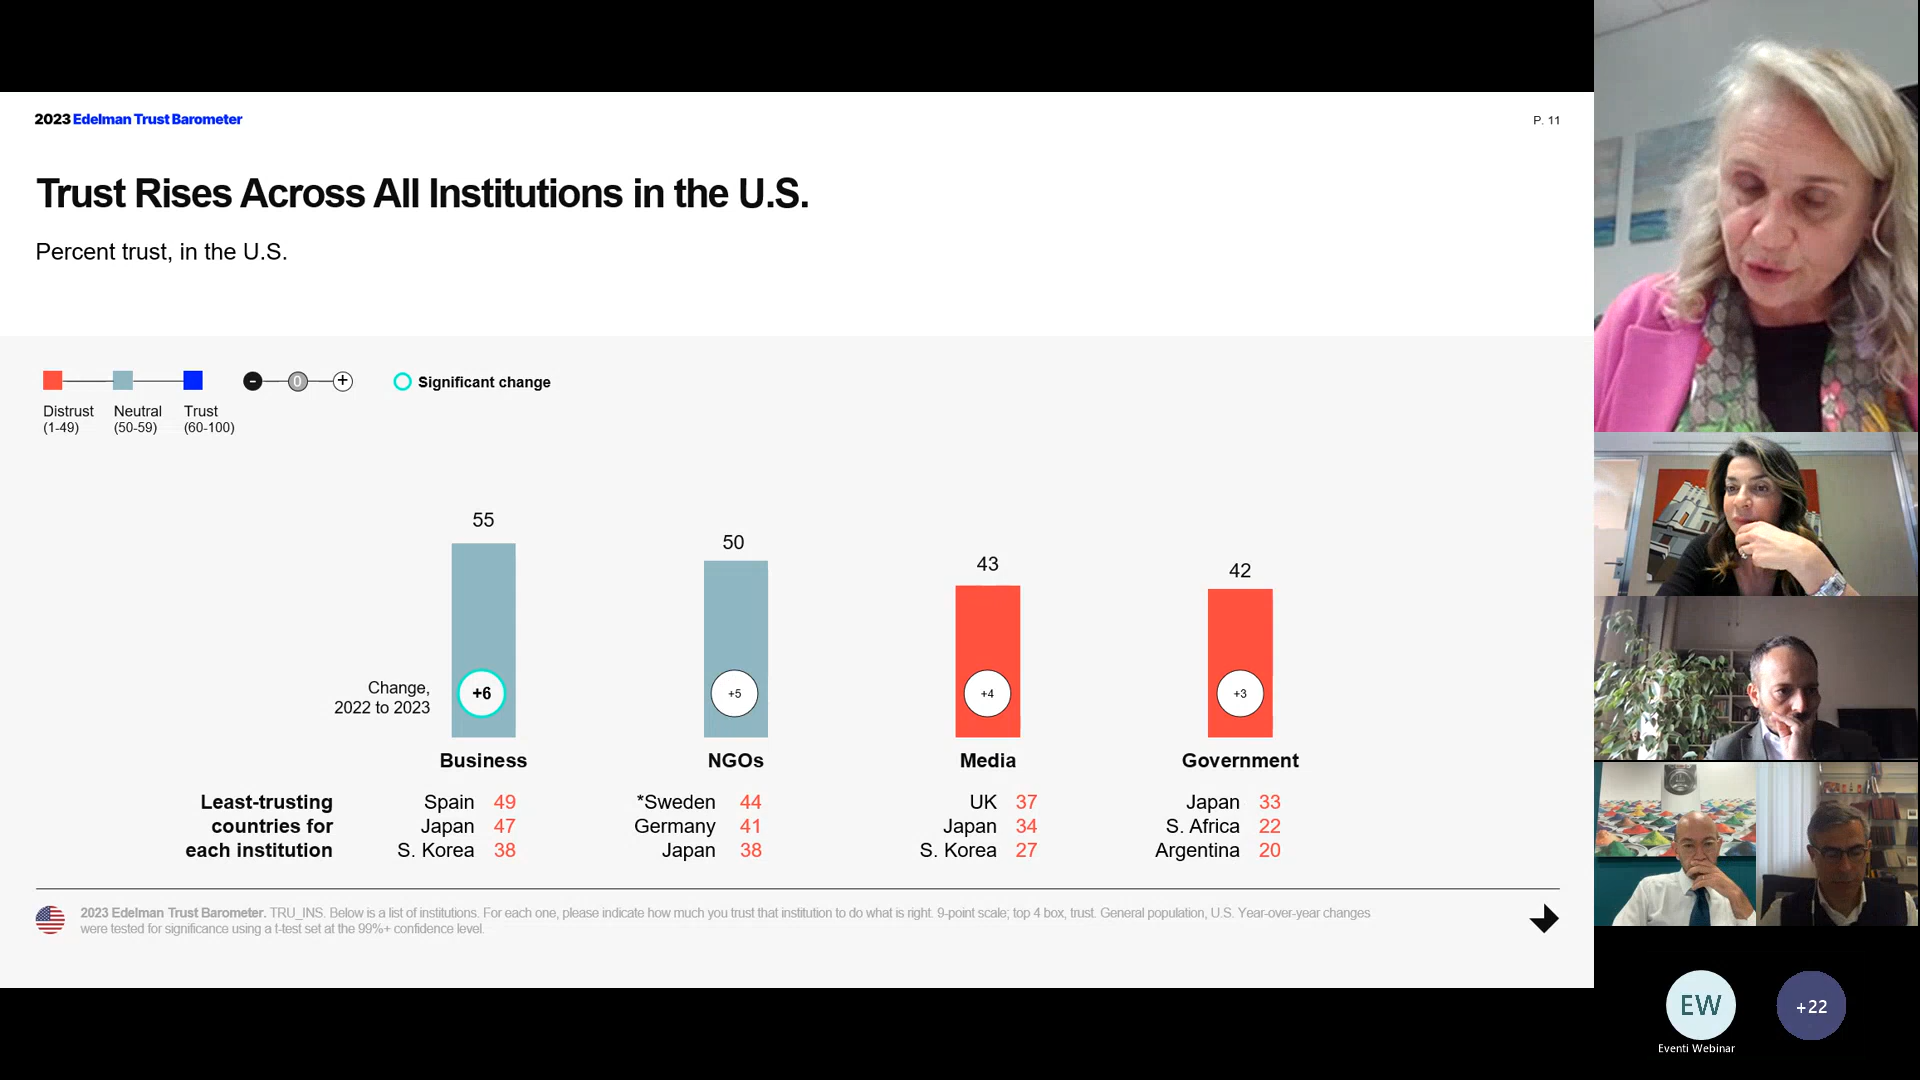 2023 Edelman Trust Barometer
P. 11
Trust Rises Across All Institutions in the U.S.
Percent trust, in the U.S.
- 0 + Significant change
Distrust Neutral Trust
(1-49) (50-59) (60-100)
55 50 43 42
Change,
2022 to 2023
+6 +5 +4 +3
Business NGOs Media Government
Least-trusting
countries for
each institution
Spain 49
Japan 47
S. Korea 38
*Sweden 44
Germany 41
Japan 38
UK 37
Japan 34
S. Korea 27
Japan 33
S. Africa 22
Argentina 20
2023 Edelman Trust Barometer. TRU_INS. Below is a list of institutions. For each one, please indicate how much you trust that institution to do what is right. 9-point scale; top 4 box, trust. General population, U.S. Year-over-year changes
were tested for significance using a t-test set at the 99%+ confidence level.
EW
+22
Eventi Webinar